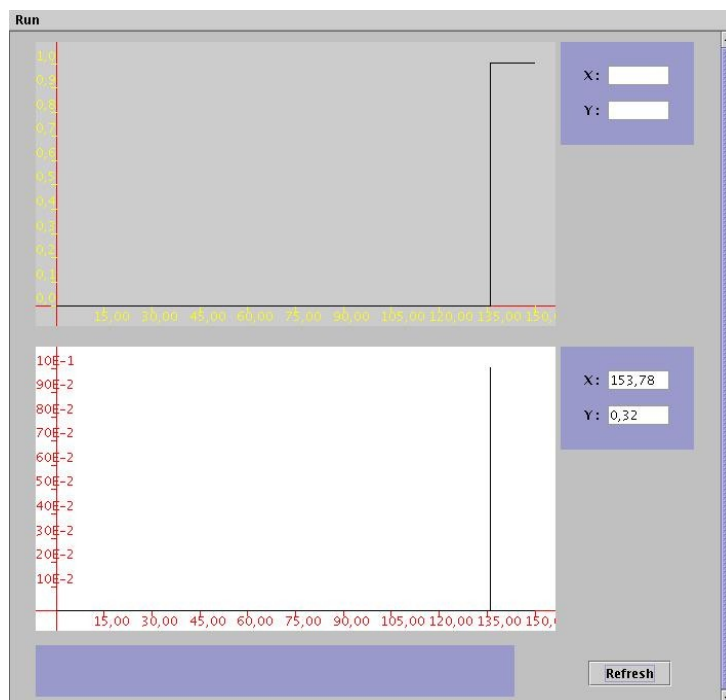 Run
1,0
0,9
0,8
0,7
0,6
0,5
0,4
0,3
0,2
0,1
0,0
15,00 30,00 45,00 60,00 75,00 90,00 105,00 120,00 135,00 150,
X:
Y:
10E-1
90E-2
80E-2
70E-2
60E-2
50E-2
40E-2
30E-2
20E-2
10E-2
15,00 30,00 45,00 60,00 75,00 90,00 105,00 120,00 135,00 150,
X: 153,78
Y: 0,32
Refresh